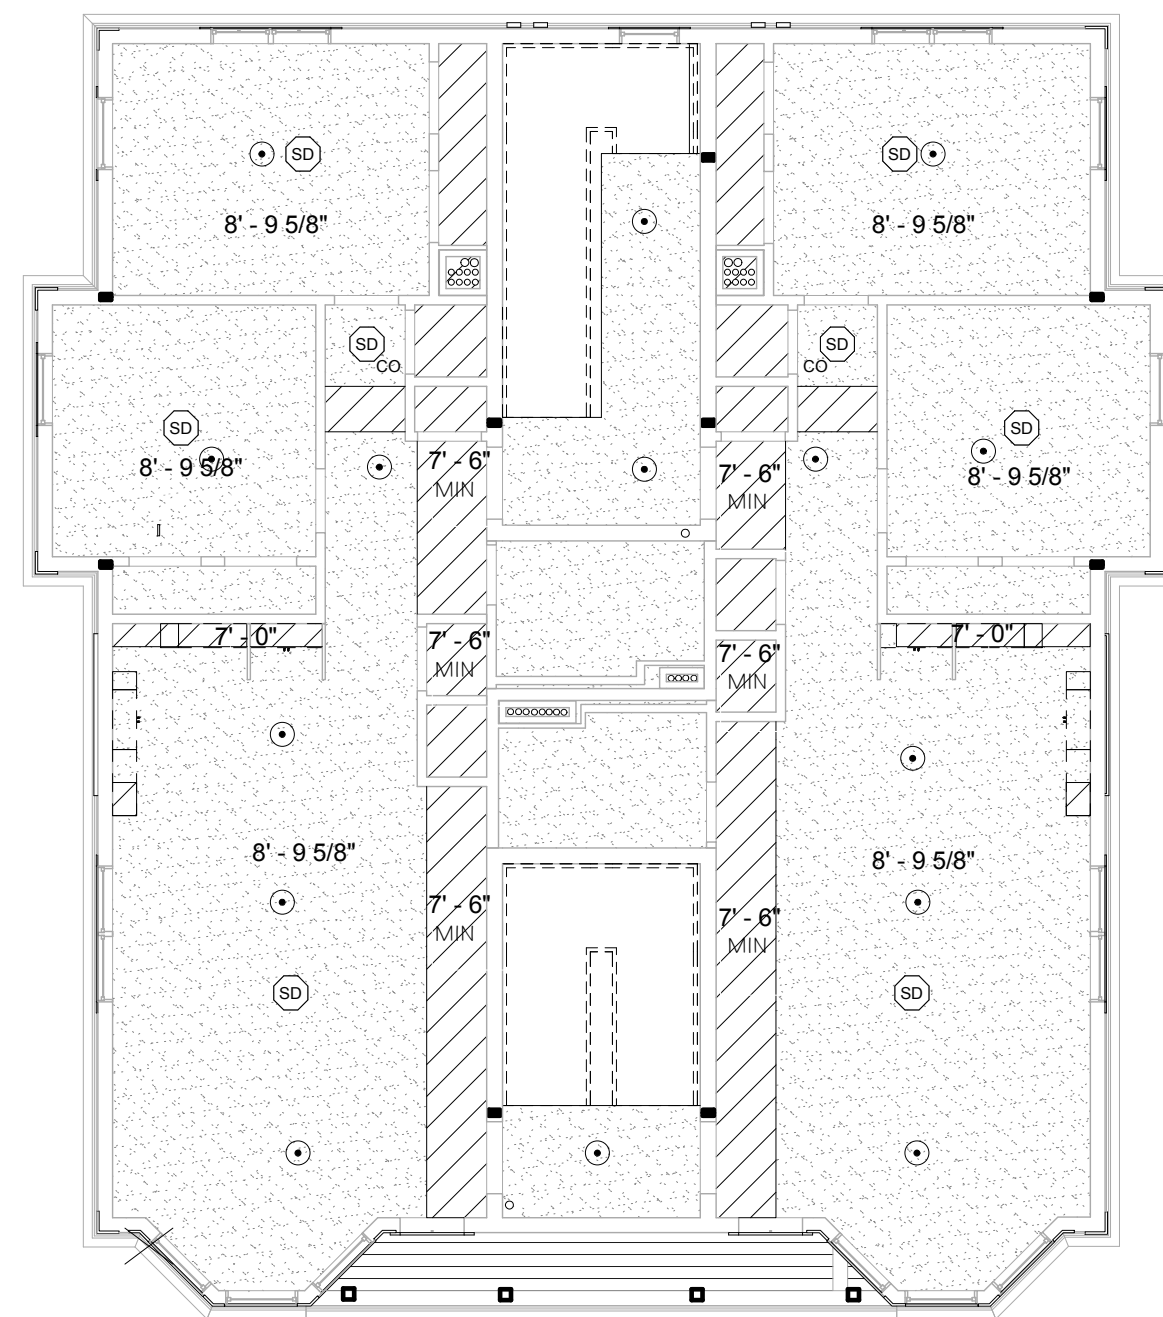 SD
SD
8' - 9 5/8"
8' - 9 5/8"
SD
CO
SD
CO
SD
8' - 9 5/8"
SD
8' - 9 5/8"
7' - 6"
MIN
7' - 6"
MIN
7' - 0"
7' - 0"
7' - 6"
MIN
7' - 6"
MIN
8' - 9 5/8"
8' - 9 5/8"
7' - 6"
MIN
7' - 6"
MIN
SD
SD